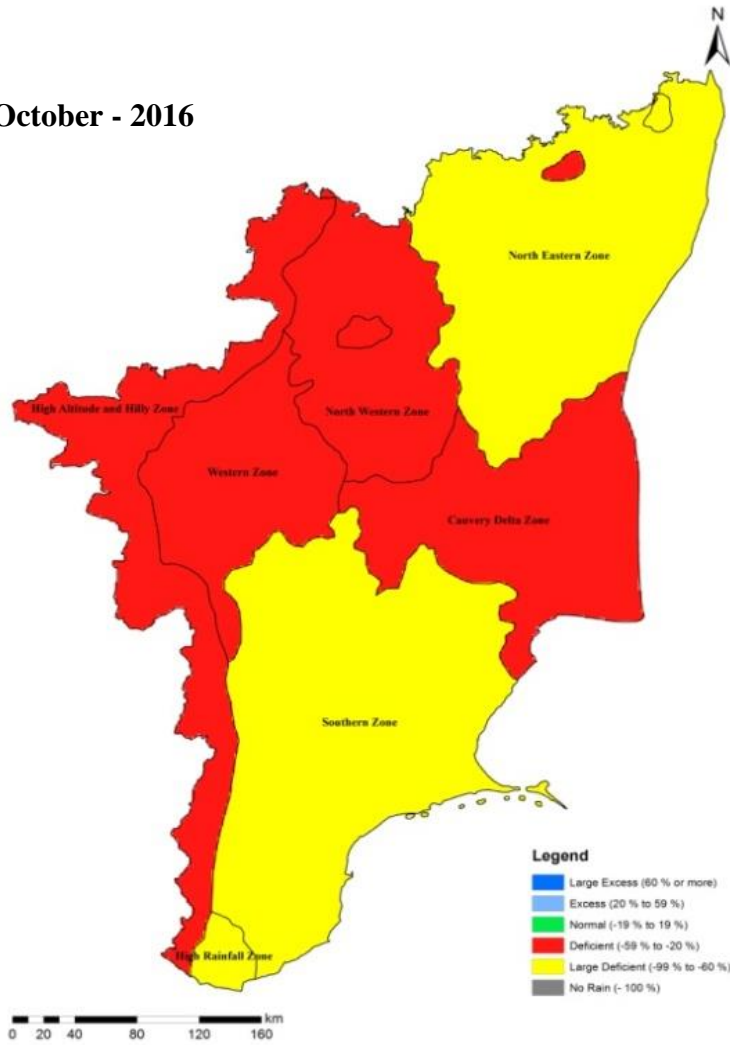 N
October - 2016
North Eastern Zone
High Altitude and Hilly Zone
North Western Zone
Western Zone
Cauvery Delta Zone
Southern Zone
High Rainfall Zone
Legend
Large Excess (60 % or more)
Excess (20 % to 59 %)
Normal (-19 % to 19 %)
Deficient (-59 % to -20 %)
Large Deficient (-99 % to -60 %)
No Rain (- 100 %)
km
0 20 40 80 120 160